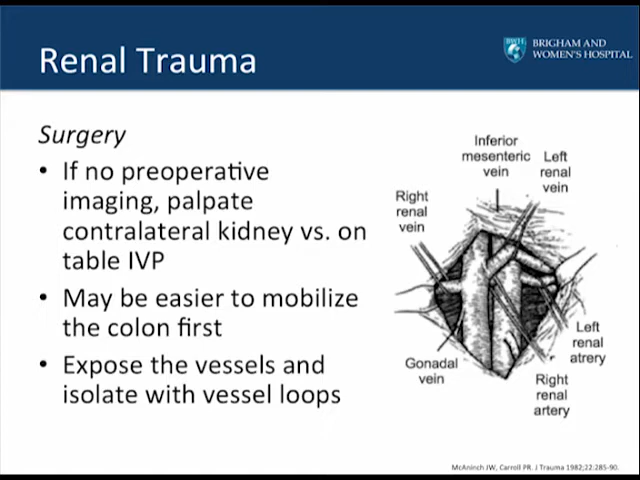 Renal Trauma
BRIGHAM AND
WOMEN'S HOSPITAL
BWH
Surgery
• If no preoperative
imaging, palpate
contralateral kidney vs. on
table IVP
• May be easier to mobilize
the colon first
• Expose the vessels and
isolate with vessel loops
Inferior
mesenteric
vein
Left
renal
vein
Right
renal
vein
Gonadal
vein
Left
renal
atrery
Right
renal
artery
McAninch JW, Carroll PR. J Trauma 1982;22:285-90.